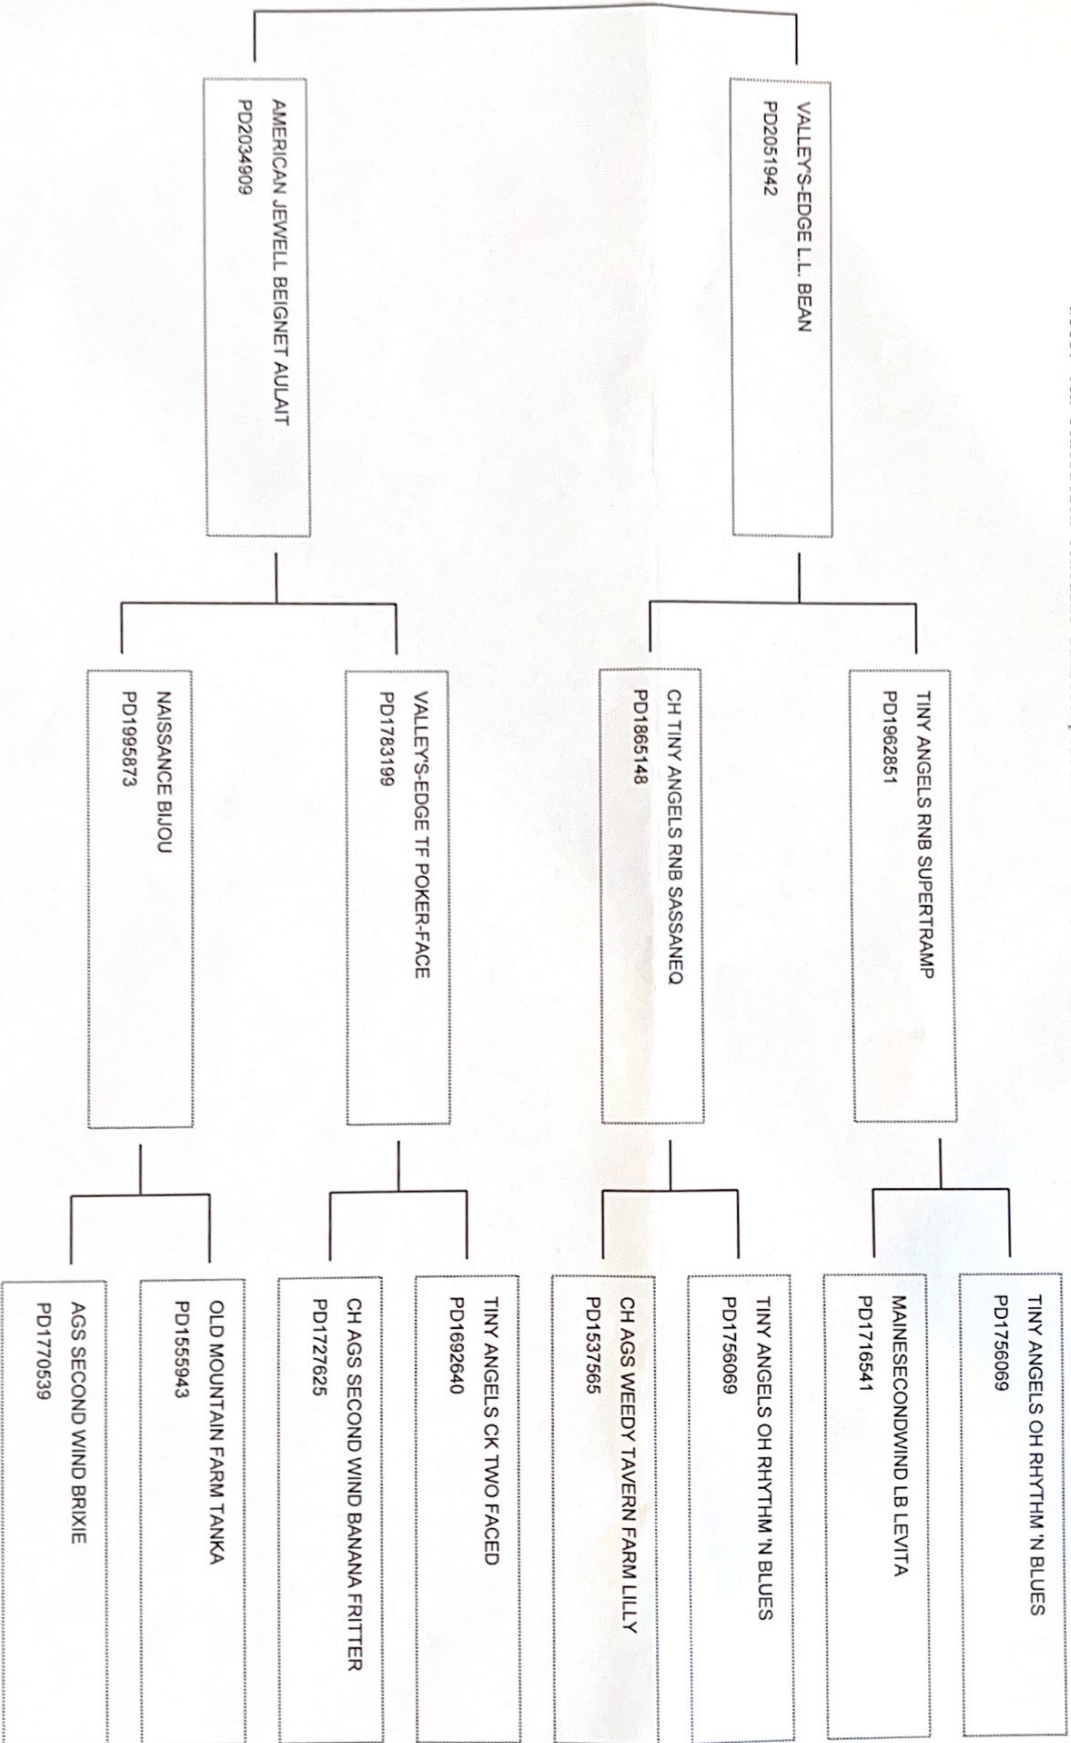 VALLEY'S-EDGE L.L. BEAN
PD2051942
AMERICAN JEWELL BEIGNET AULAIT
PD2034909
TINY ANGELS RNB SUPERTRAMP
PD1962851
CH TINY ANGELS RNB SASSANEQ
PD1865148
VALLEY'S-EDGE TF POKER-FACE
PD1783199
NAISSANCE BIJOU
PD1995873
TINY ANGELS OH RHYTHM 'N BLUES
PD1756069
MAINESECONDWIND LB LEVITA
PD1716541
TINY ANGELS OH RHYTHM 'N BLUES
PD1756069
CH AGS WEEDY TAVERN FARM LILLY
PD1537565
TINY ANGELS CK TWO FACED
PD1692640
CH AGS SECOND WIND BANANA FRITTER
PD1727625
OLD MOUNTAIN FARM TANKA
PD1555943
AGS SECOND WIND BRIXIE
PD1770539